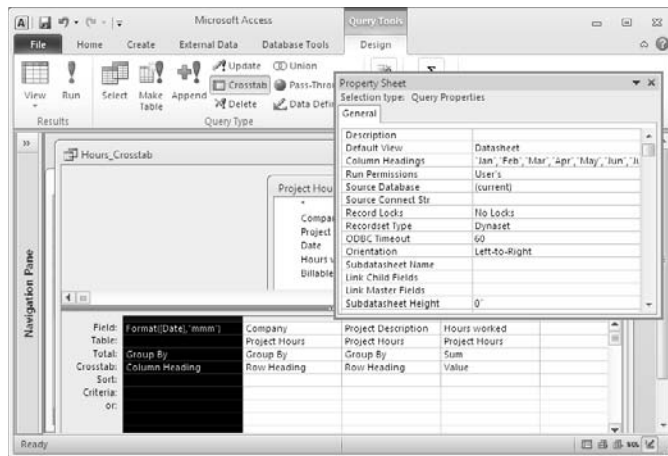 Microsoft Access
Query Tools
File Home Create External Data Database Tools Design
View
Run
Select
Make Table
Append
Update
Crosstab
Delete
Union
Pass-Throu
Data Defin
Results
Query Type
Property Sheet
Selection type: Query Properties
General
Description
Default View Datasheet
Column Headings "Jan","Feb","Mar","Apr","May","Jun","Ju
Run Permissions User's
Source Database (current)
Source Connect Str
Record Locks No Locks
Recordset Type Dynaset
ODBC Timeout 60
Orientation Left-to-Right
Subdatasheet Name
Link Child Fields
Link Master Fields
Subdatasheet Height 0"
Navigation Pane
Hours_Crosstab
Project Hou
*
Compan
Project
Date
Hours w
Billable
Field: Format([Date],"mmm") Company Project Description Hours worked
Table: Project Hours Project Hours Project Hours
Total: Group By Group By Group By Sum
Crosstab: Column Heading Row Heading Row Heading Value
Sort:
Criteria:
or:
Ready
SQL